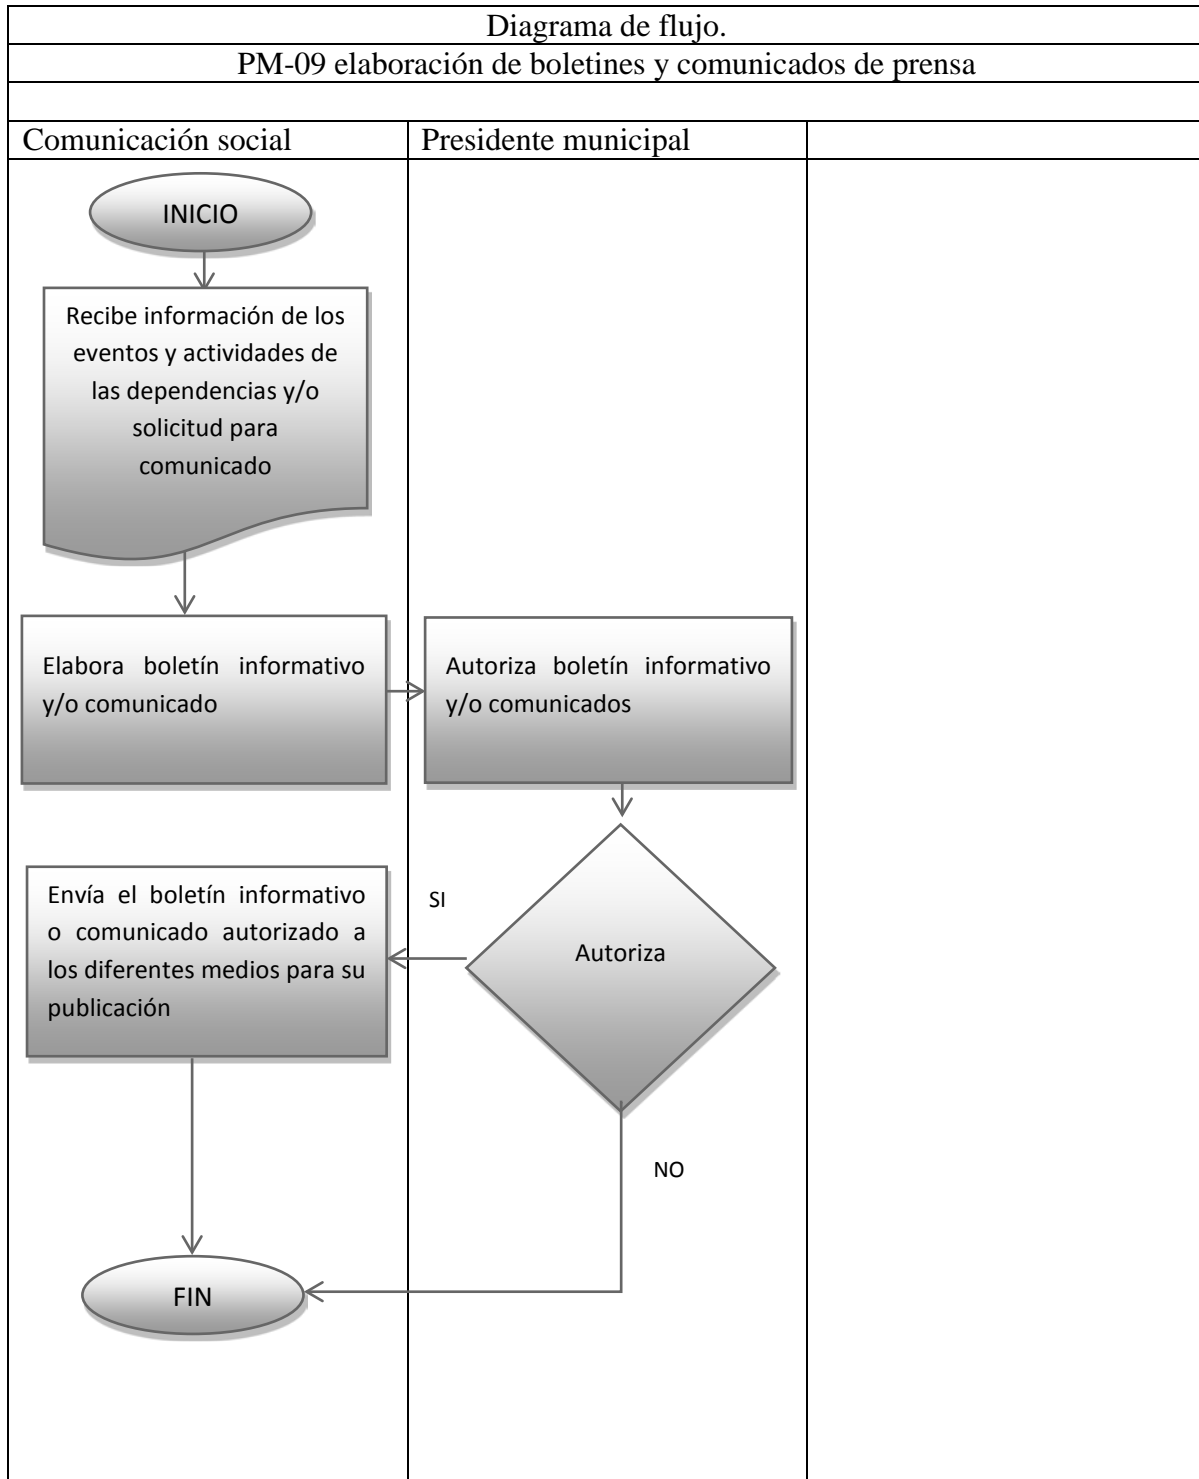 Diagrama de flujo.
PM-09 elaboración de boletines y comunicados de prensa
Comunicación social
Presidente municipal
INICIO
Recibe información de los
eventos y actividades de
las dependencias y/o
solicitud para
comunicado
Elabora boletín informativo
y/o comunicado
Autoriza boletín informativo
y/o comunicados
Envía el boletín informativo
o comunicado autorizado a
los diferentes medios para su
publicación
SI
Autoriza
NO
FIN